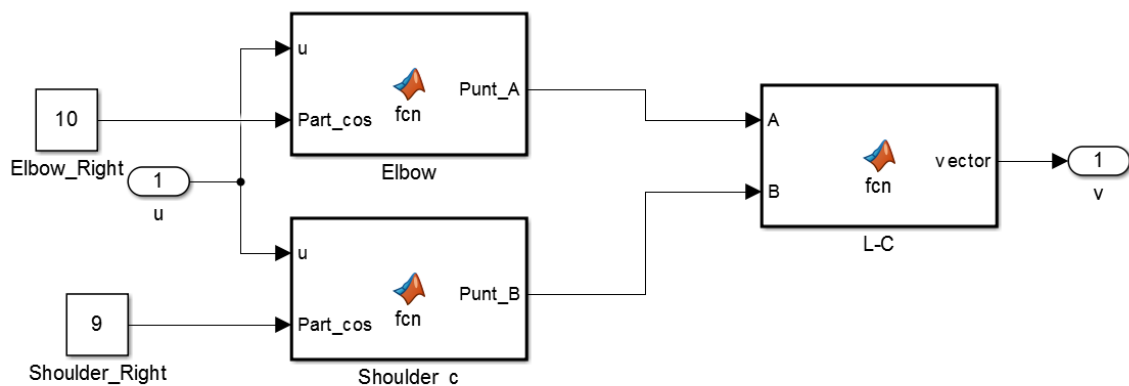 u
Part_cos
fcn
Punt_A
Elbow
10
Elbow_Right
1
u
A
B
fcn
vector
L-C
1
v
u
Part_cos
fcn
Punt_B
Shoulder_c
9
Shoulder_Right